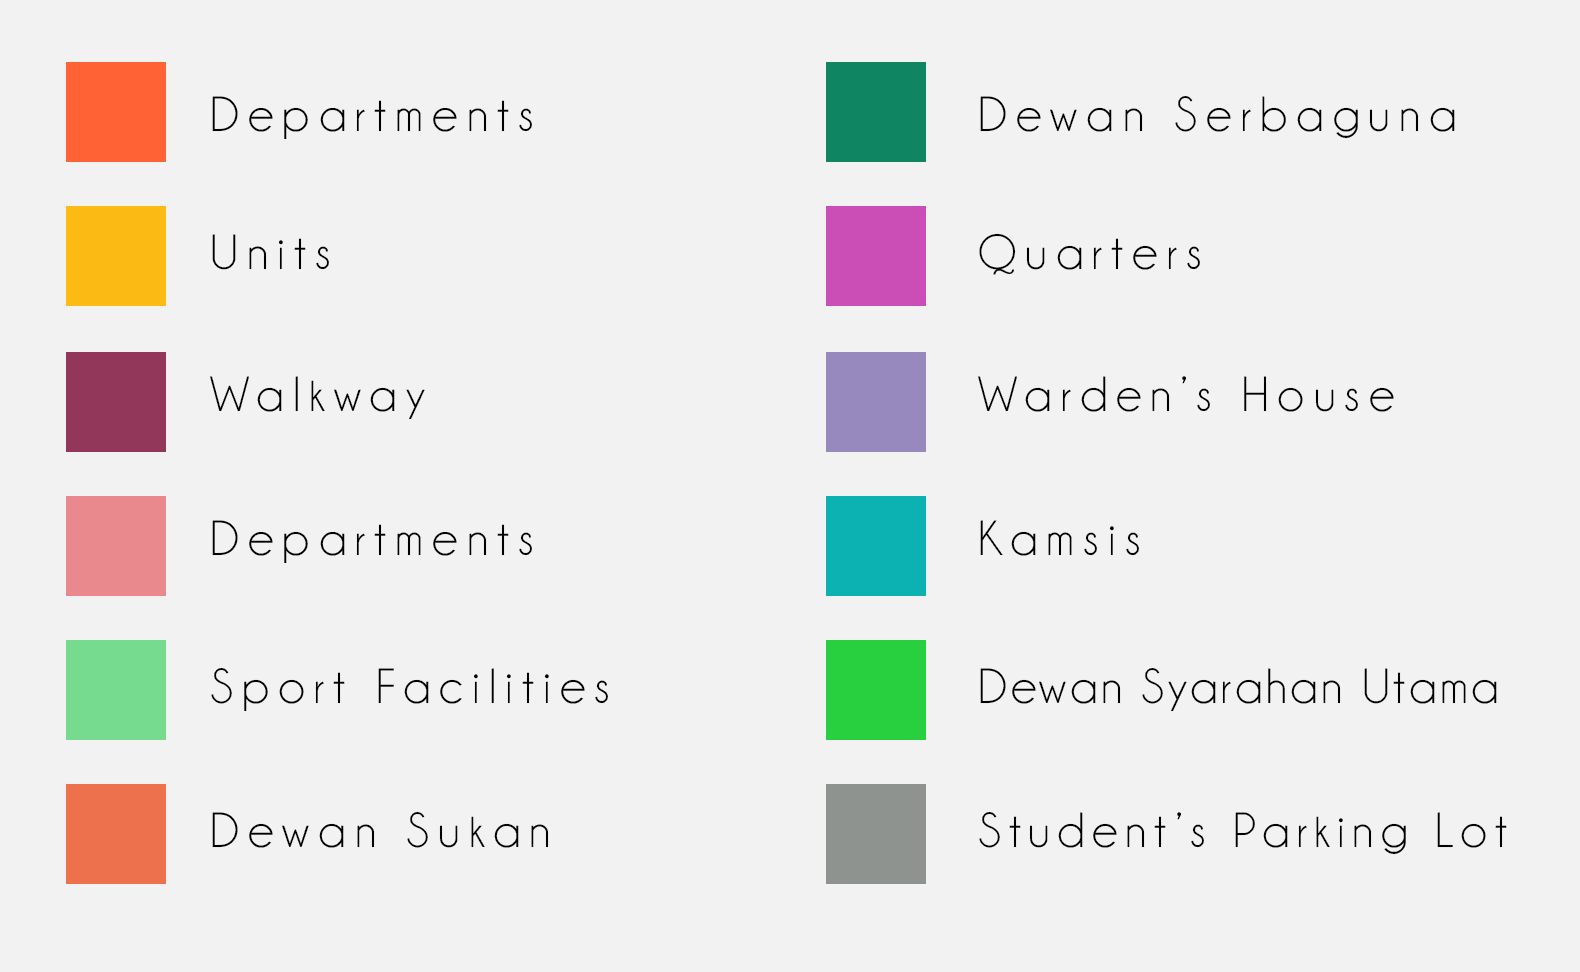 Departments
Units
Walkway
Departments
Sport Facilities
Dewan Sukan
Dewan Serbaguna
Quarters
Warden’s House
Kamsis
Dewan Syarahan Utama
Student’s Parking Lot